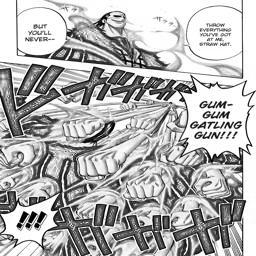 THROW
EVERYTHING
YOU'VE GOT
AT ME,
STRAW HAT.
BUT
YOU'LL
NEVER--
GUM-
GUM
GATLING
GUN!!!
!!!